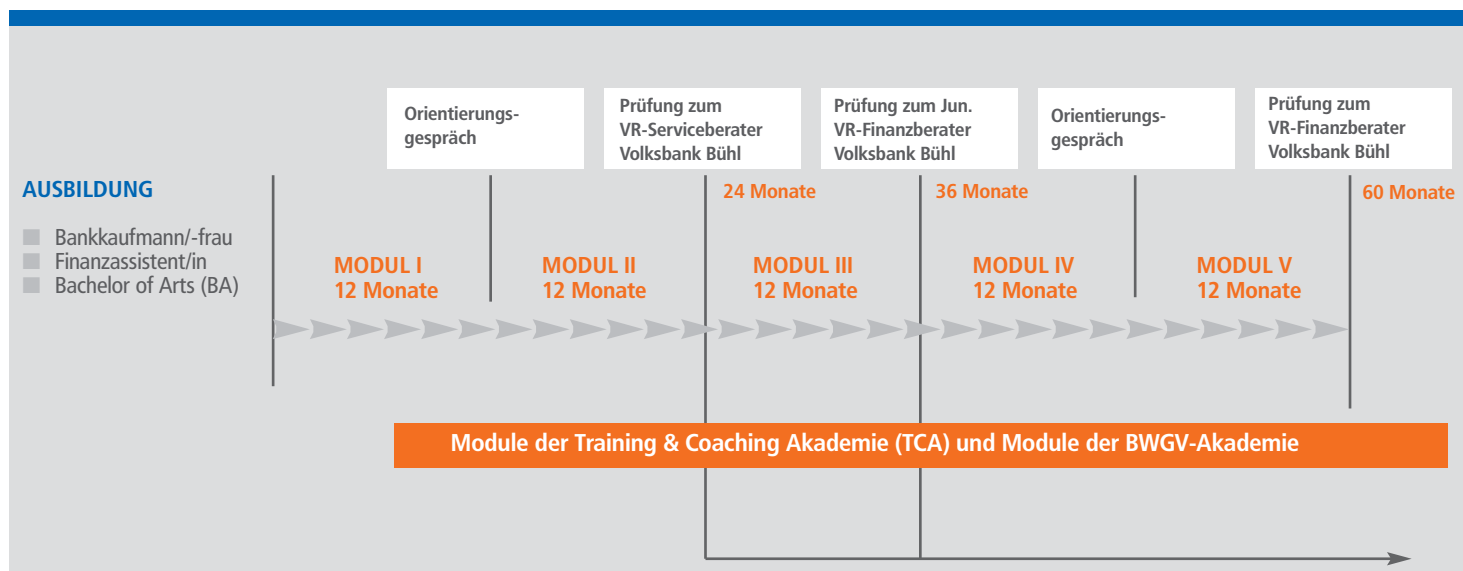 Orientierungs-
gespräch
Prüfung zum
VR-Serviceberater
Volksbank Bühl
Prüfung zum Jun.
VR-Finanzberater
Volksbank Bühl
Orientierungs-
gespräch
Prüfung zum
VR-Finanzberater
Volksbank Bühl
AUSBILDUNG
Bankkaufmann/-frau
Finanzassistent/in
Bachelor of Arts (BA)
24 Monate
36 Monate
60 Monate
MODUL I
12 Monate
MODUL II
12 Monate
MODUL III
12 Monate
MODUL IV
12 Monate
MODUL V
12 Monate
Module der Training & Coaching Akademie (TCA) und Module der BWGV-Akademie